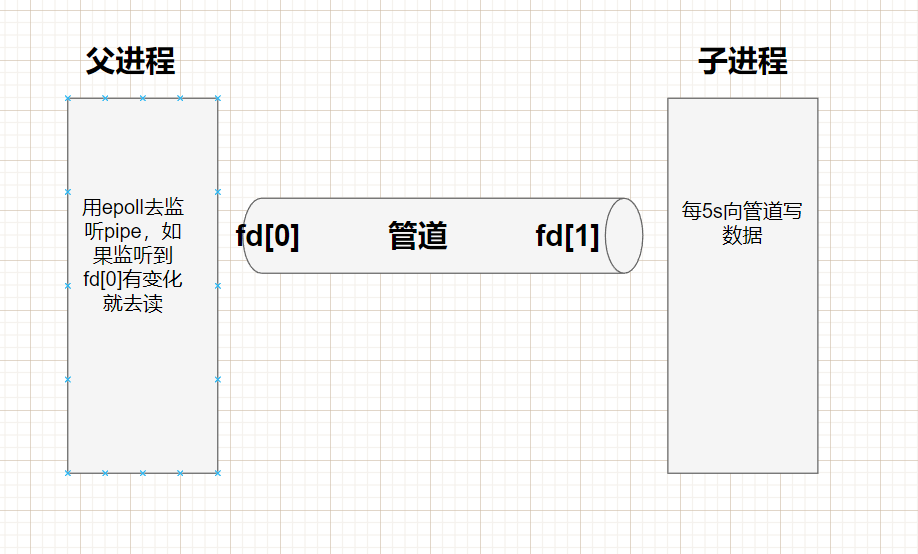 父进程
子进程
用epoll去监
听pipe，如
果监听到
fd[0]有变化
就去读
fd[0]
管道
fd[1]
每5s向管道写
数据